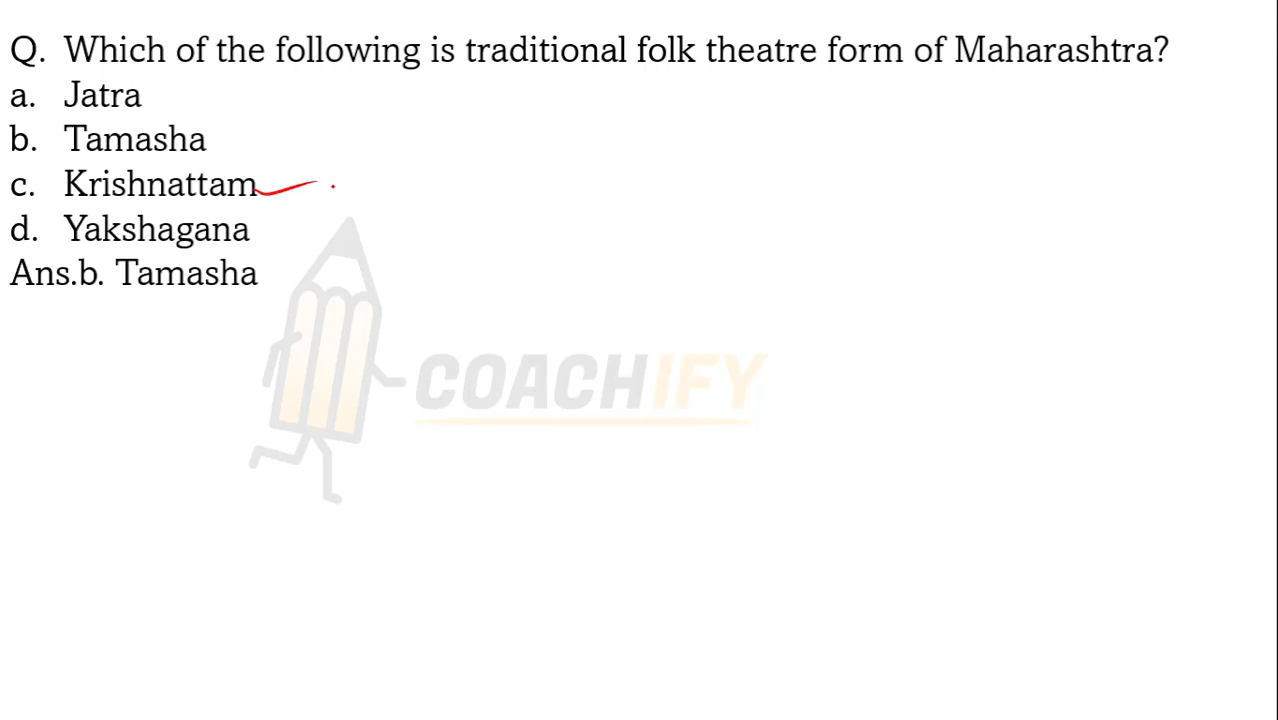 Q. Which of the following is traditional folk theatre form of Maharashtra?
a. Jatra
b. Tamasha
c. Krishnattam
d. Yakshagana
Ans.b. Tamasha
COACHIFY